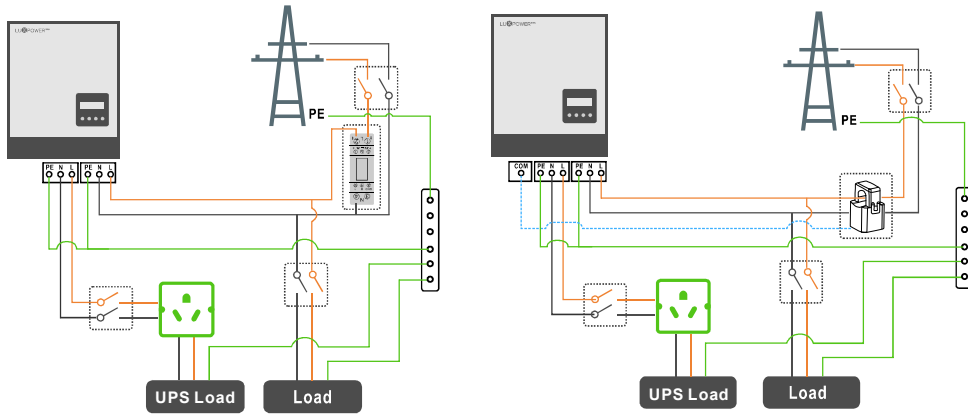 LUXPOWER
PE
PE N L PE N L
UPS Load
Load
LUXPOWER
PE
COM PE N L PE N L
UPS Load
Load